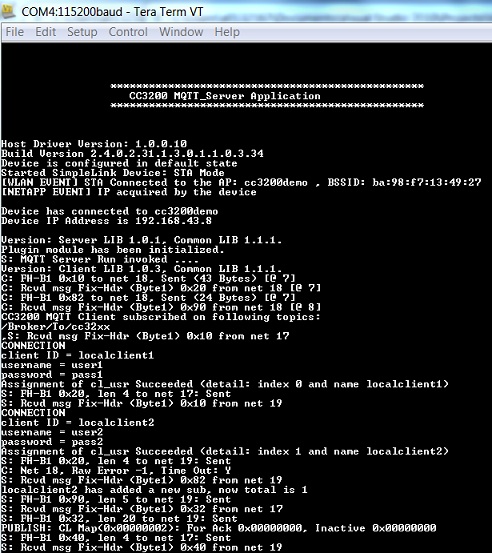 COM4:115200baud - Tera Term VT
File Edit Setup Control Window Help
**************************************************
CC3200 MQTT_Server Application
**************************************************
Host Driver Version: 1.0.0.10
Build Version 2.4.0.2.31.1.3.0.1.1.0.3.34
Device is configured in default state
Started SimpleLink Device: STA Mode
[WLAN EVENT] STA Connected to the AP: cc3200demo , BSSID: ba:98:f7:13:49:27
[NETAPP EVENT] IP acquired by the device
Device has connected to cc3200demo
Device IP Address is 192.168.43.8
Version: Server LIB 1.0.1, Common LIB 1.1.1.
Plugin module has been initialized.
S: MQTT Server Run invoked ....
Version: Client LIB 1.0.3, Common LIB 1.1.1.
C: FH-B1 0x10 to net 18, Sent (43 Bytes) [@ 7]
C: Rcvd msg Fix-Hdr (Byte1) 0x20 from net 18 [@ 7]
C: FH-B1 0x82 to net 18, Sent (24 Bytes) [@ 7]
C: Rcvd msg Fix-Hdr (Byte1) 0x90 from net 18 [@ 8]
CC3200 MQTT Client subscribed on following topics:
/Broker/To/cc32xx
,S: Rcvd msg Fix-Hdr (Byte1) 0x10 from net 17
CONNECTION
client ID = localclient1
username = user1
password = pass1
Assignment of cl_usr Succeeded (detail: index 0 and name localclient1)
S: FH-B1 0x20, len 4 to net 17: Sent
S: Rcvd msg Fix-Hdr (Byte1) 0x10 from net 19
CONNECTION
client ID = localclient2
username = user2
password = pass2
Assignment of cl_usr Succeeded (detail: index 1 and name localclient2)
S: FH-B1 0x20, len 4 to net 19: Sent
C: Net 18, Raw Error -1, Time Out: Y
S: Rcvd msg Fix-Hdr (Byte1) 0x82 from net 19
localclient2 has added a new sub, now total is 1
S: FH-B1 0x90, len 5 to net 19: Sent
S: Rcvd msg Fix-Hdr (Byte1) 0x32 from net 17
S: FH-B1 0x32, len 20 to net 19: Sent
PUBLISH: CL Map(0x00000002): For Ack 0x00000000, Inactive 0x00000000
S: FH-B1 0x40, len 4 to net 17: Sent
S: Rcvd msg Fix-Hdr (Byte1) 0x40 from net 19